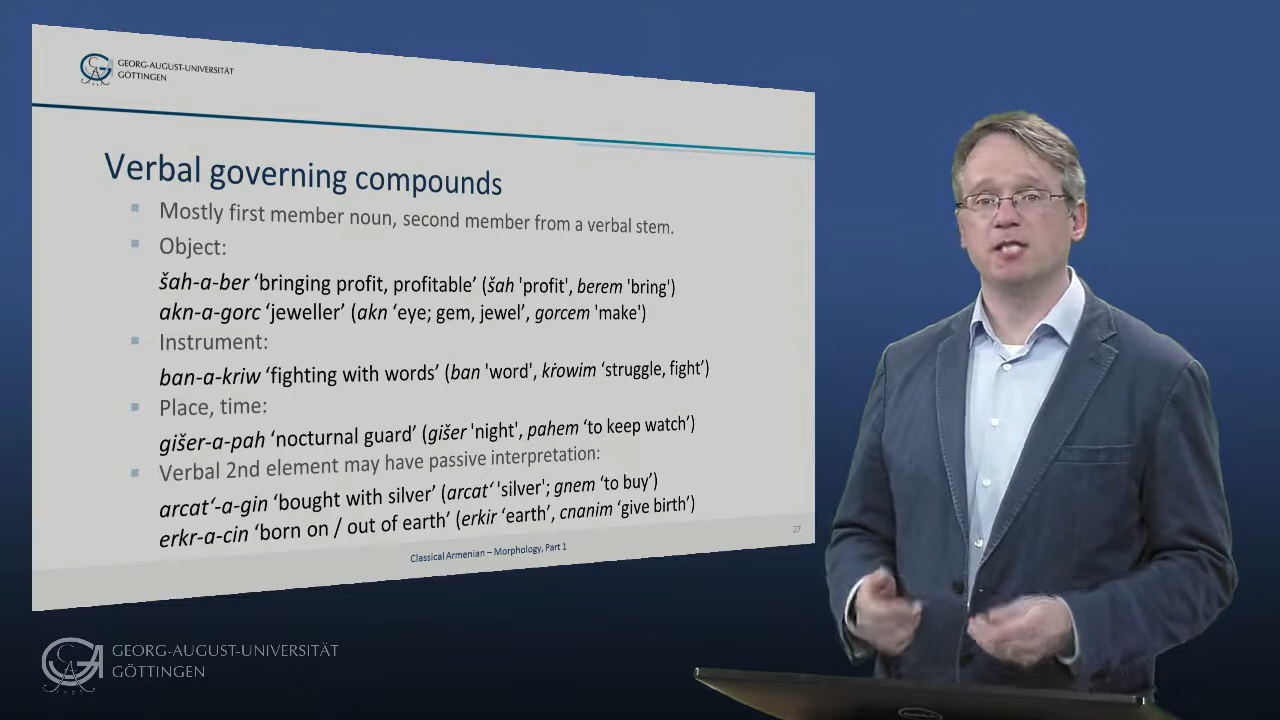 GEORG-AUGUST-UNIVERSITÄT
GÖTTINGEN
Verbal governing compounds
Mostly first member noun, second member from a verbal stem.
Object:
šah-a-ber ‘bringing profit, profitable’ (šah 'profit', berem 'bring')
akn-a-gorc ‘jeweller’ (akn ‘eye; gem, jewel’, gorcem 'make')
Instrument:
ban-a-kriw ‘fighting with words’ (ban 'word', kṙowim ‘struggle, fight’)
Place, time:
gišer-a-pah ‘nocturnal guard’ (gišer 'night', pahem ‘to keep watch’)
Verbal 2nd element may have passive interpretation:
arcat‘-a-gin ‘bought with silver’ (arcat‘ 'silver'; gnem ‘to buy’)
erkr-a-cin ‘born on / out of earth’ (erkir ‘earth’, cnanim ‘give birth’)
27
Classical Armenian – Morphology, Part 1
GEORG-AUGUST-UNIVERSITÄT
GÖTTINGEN